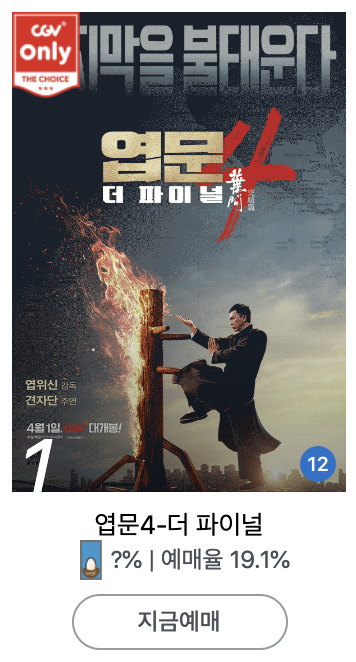 CGV
only
THE CHOICE
지막을 불태운다
엽문4
더 파이널
葉問
엽위신 감독
견자단 주연
4월 1일, CGV 대개봉!
1
12
엽문4-더 파이널
?% | 예매율 19.1%
지금예매